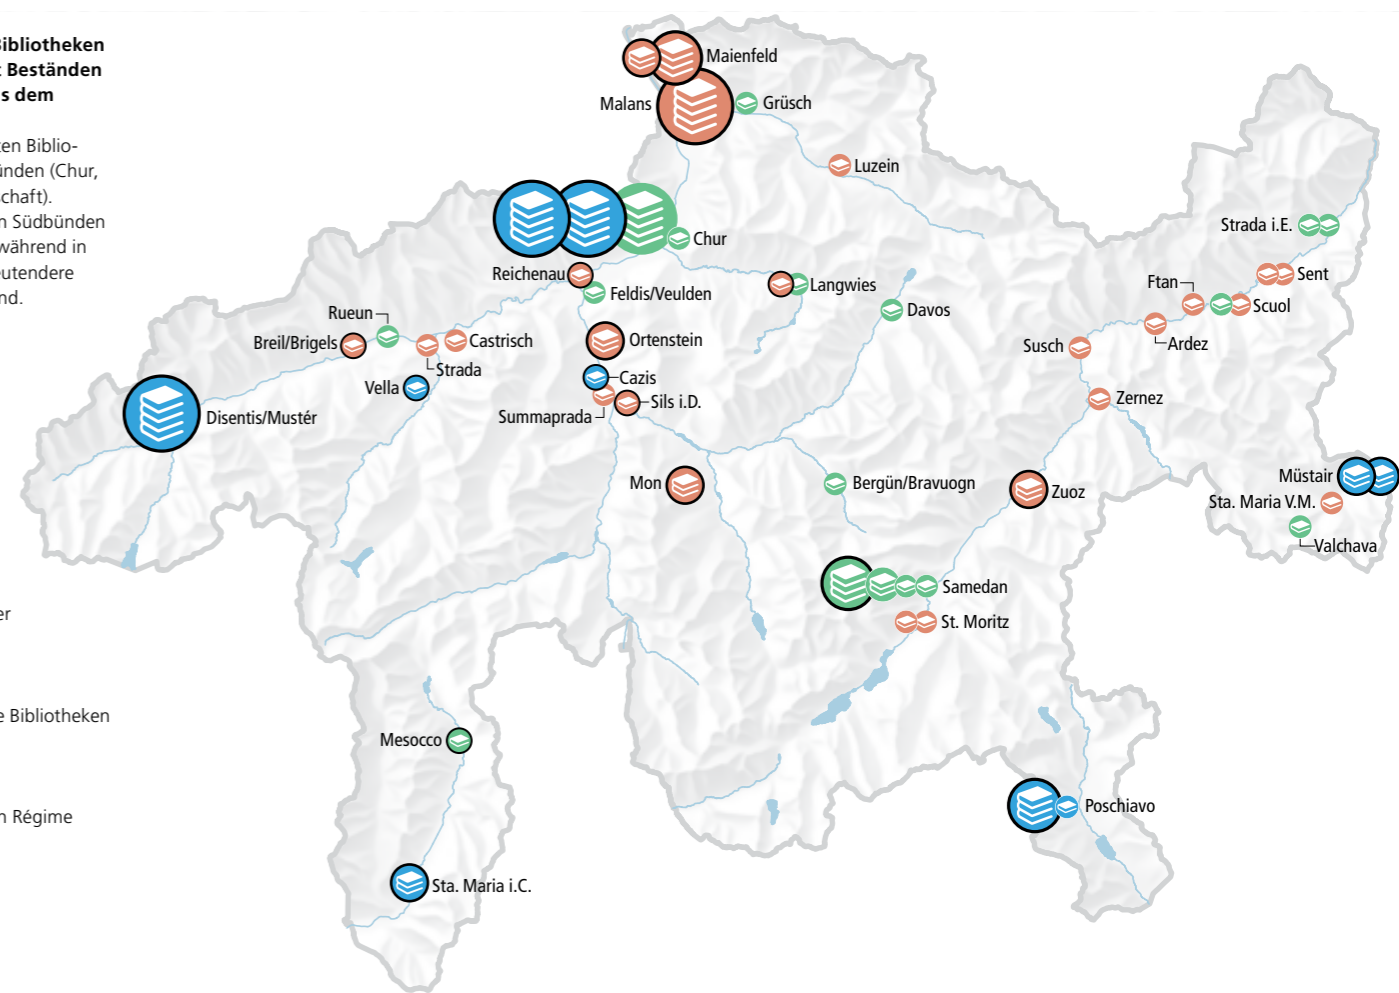 Bibliotheken
t Beständen
s dem
ten Biblio-
ünden (Chur,
schaft).
n Südbünden
während in
eutendere
nd.
er
e Bibliotheken
n Régime
Maienfeld
Malans
Grüsch
Luzein
Chur
Strada i.E.
Reichenau
Feldis/Veulden
Langwies
Davos
Ftan
Sent
Scuol
Rueun
Breil/Brigels
Castrisch
Strada
Ortenstein
Susch
Ardez
Vella
Cazis
Sils i.D.
Summaprada
Zernez
Disentis/Mustér
Mon
Bergün/Bravuogn
Zuoz
Müstair
Sta. Maria V.M.
Valchava
Samedan
St. Moritz
Mesocco
Poschiavo
Sta. Maria i.C.